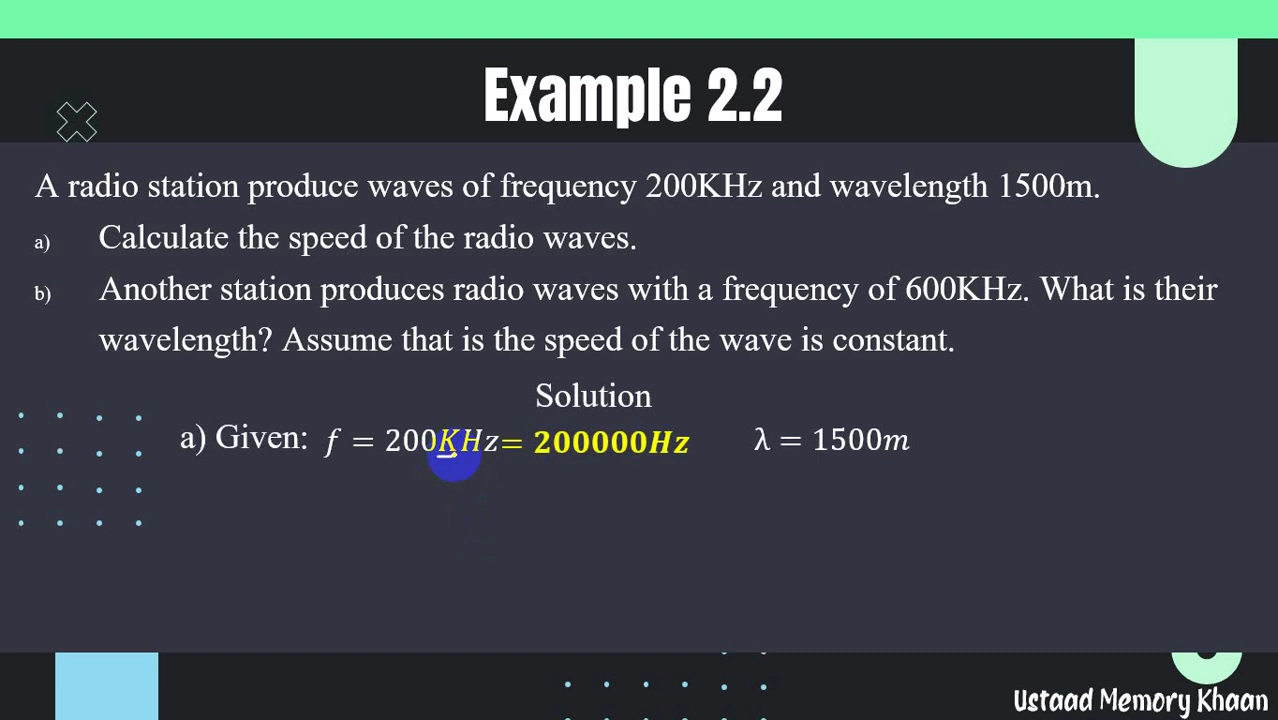 Example 2.2
A radio station produce waves of frequency 200KHz and wavelength 1500m.
a) Calculate the speed of the radio waves.
b) Another station produces radio waves with a frequency of 600KHz. What is their
wavelength? Assume that is the speed of the wave is constant.
Solution
a) Given: f = 200KHz = 200000Hz λ = 1500m
Ustaad Memory Khaan